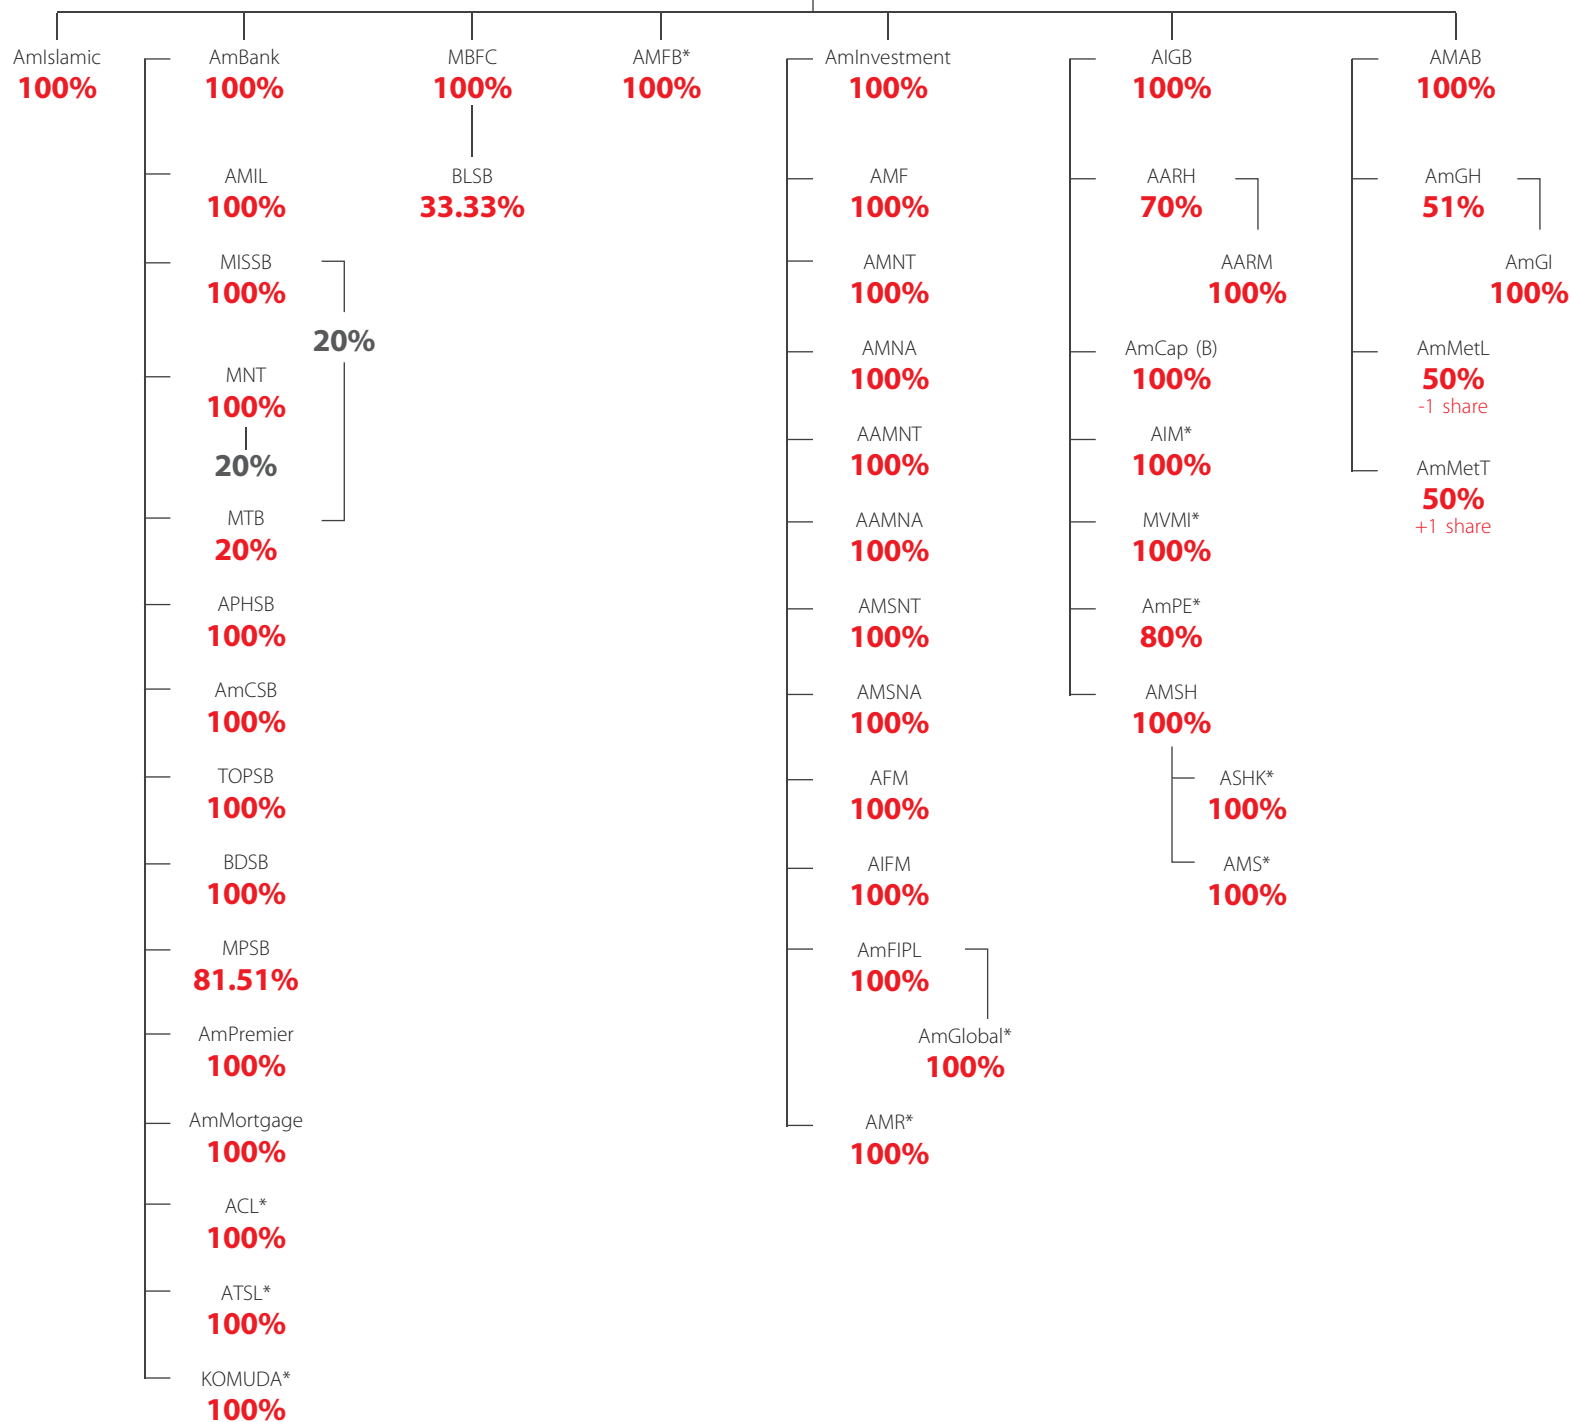 AmIslamic
100%
AmBank
100%
AMIL
100%
MISSB
100%
20%
MNT
100%
20%
MTB
20%
APHSB
100%
AmCSB
100%
TOPSB
100%
BDSB
100%
MPSB
81.51%
AmPremier
100%
AmMortgage
100%
ACL*
100%
ATSL*
100%
KOMUDA*
100%
MBFC
100%
BLSB
33.33%
AMFB*
100%
AmInvestment
100%
AMF
100%
AMNT
100%
AMNA
100%
AAMNT
100%
AAMNA
100%
AMSNT
100%
AMSNA
100%
AFM
100%
AIFM
100%
AmFIPL
100%
AmGlobal*
100%
AMR*
100%
AIGB
100%
AARH
70%
AARM
100%
AmCap (B)
100%
AIM*
100%
MVMI*
100%
AmPE*
80%
AMSH
100%
ASHK*
100%
AMS*
100%
AMAB
100%
AmGH
51%
AmGI
100%
AmMetL
50%
-1 share
AmMetT
50%
+1 share